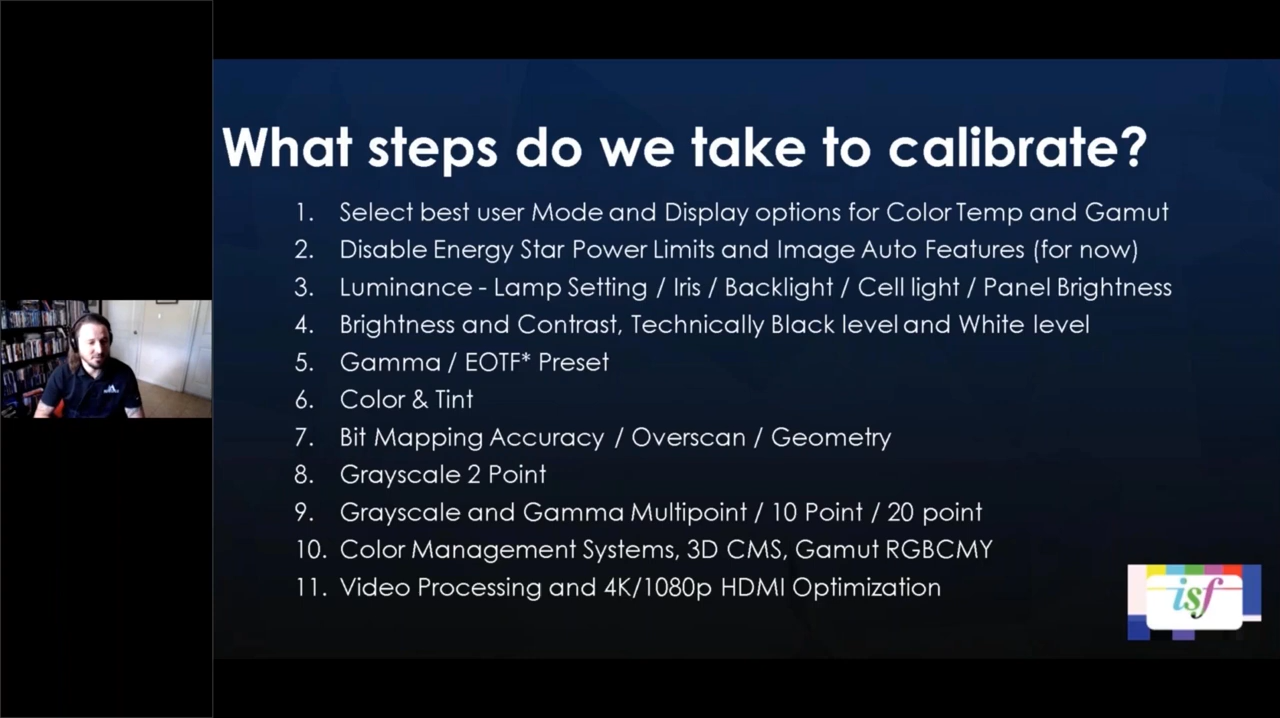 What steps do we take to calibrate?
1. Select best user Mode and Display options for Color Temp and Gamut
2. Disable Energy Star Power Limits and Image Auto Features (for now)
3. Luminance - Lamp Setting / Iris / Backlight / Cell light / Panel Brightness
4. Brightness and Contrast, Technically Black level and White level
5. Gamma / EOTF* Preset
6. Color & Tint
7. Bit Mapping Accuracy / Overscan / Geometry
8. Grayscale 2 Point
9. Grayscale and Gamma Multipoint / 10 Point / 20 point
10. Color Management Systems, 3D CMS, Gamut RGBCMY
11. Video Processing and 4K/1080p HDMI Optimization
isf